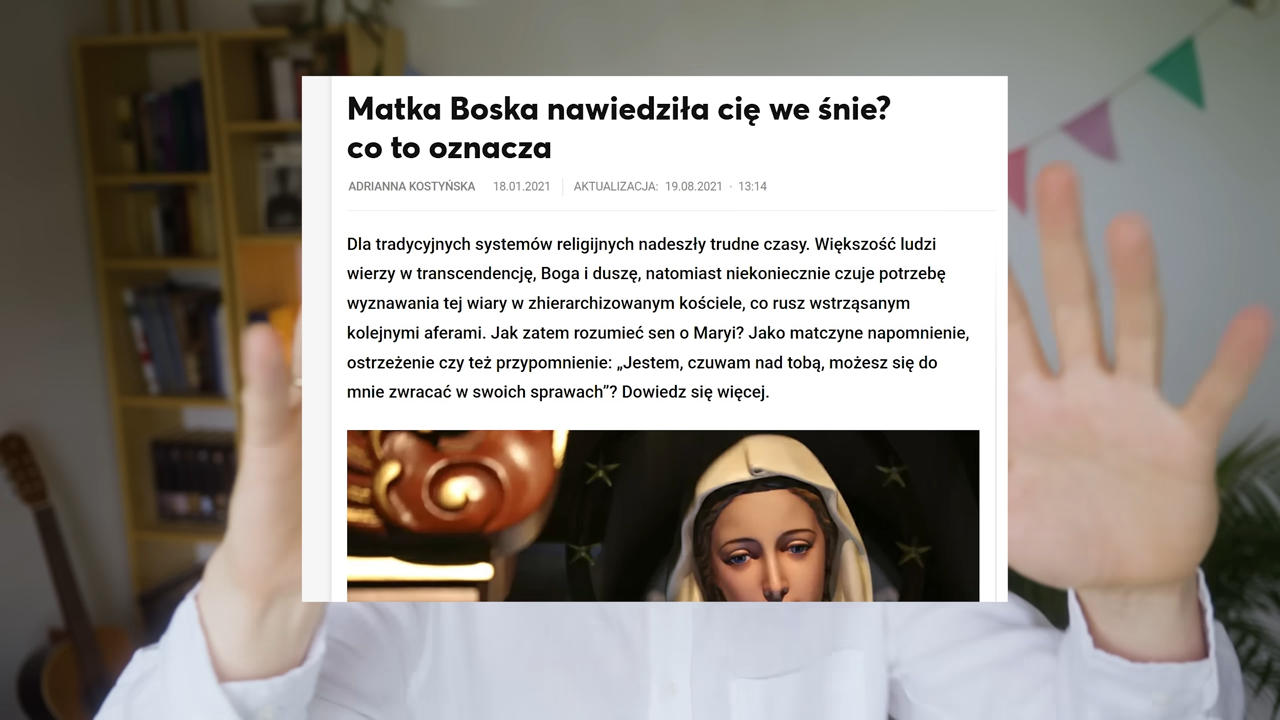 Matka Boska nawiedziła cię we śnie?
co to oznacza
ADRIANNA KOSTYŃSKA 18.01.2021 AKTUALIZACJA: 19.08.2021 · 13:14
Dla tradycyjnych systemów religijnych nadeszły trudne czasy. Większość ludzi
wierzy w transcendencję, Boga i duszę, natomiast niekoniecznie czuje potrzebę
wyznawania tej wiary w zhierarchizowanym kościele, co rusz wstrząsanym
kolejnymi aferami. Jak zatem rozumieć sen o Maryi? Jako matczyne napomnienie,
ostrzeżenie czy też przypomnienie: „Jestem, czuwam nad tobą, możesz się do
mnie zwracać w swoich sprawach”? Dowiedz się więcej.